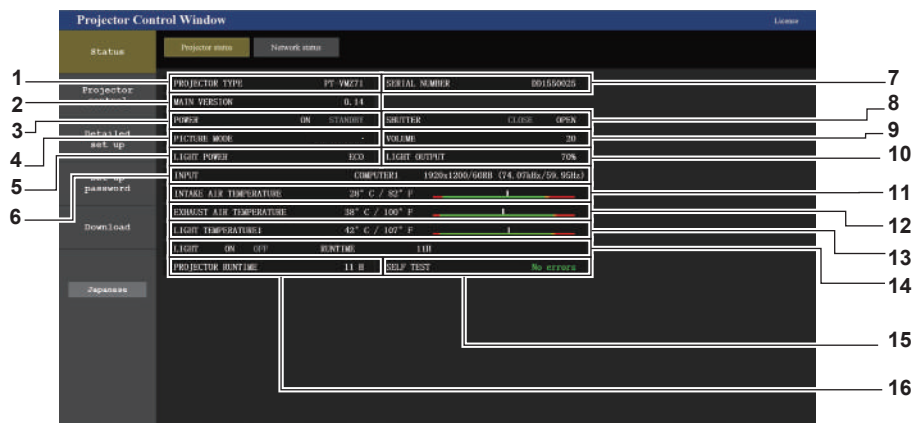 Projector Control Window License
Status
Projector status Network status
Projector
Detailed
set up
password
Download
Japanese
PROJECTOR TYPE PT-VMZ71 SERIAL NUMBER DD1550025
MAIN VERSION 0.14
POWER ON STANDBY SHUTTER CLOSE OPEN
PICTURE MODE - VOLUME 20
LIGHT POWER ECO LIGHT OUTPUT 70%
INPUT COMPUTER1 1920x1200/60RB (74.07kHz/59.95Hz)
INTAKE AIR TEMPERATURE 28° C / 82° F
EXHAUST AIR TEMPERATURE 38° C / 100° F
LIGHT TEMPERATURE1 42° C / 107° F
LIGHT ON OFF RUNTIME 11H
PROJECTOR RUNTIME 11 H SELF TEST No errors
1
2
3
4
5
6
7
8
9
10
11
12
13
14
15
16